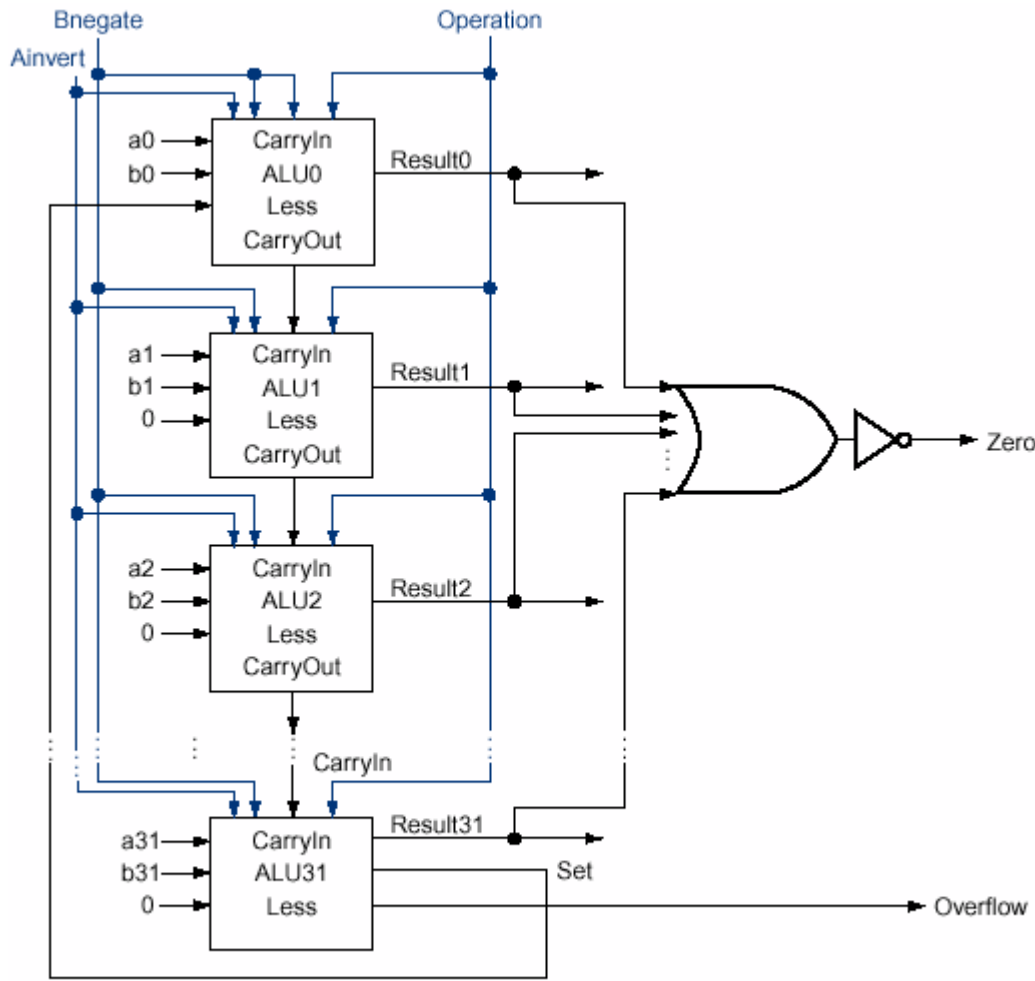 Bnegate
Operation
Ainvert
a0
b0
CarryIn
ALU0
Less
CarryOut
Result0
a1
b1
0
CarryIn
ALU1
Less
CarryOut
Result1
Zero
a2
b2
0
CarryIn
ALU2
Less
CarryOut
Result2
CarryIn
a31
b31
0
CarryIn
ALU31
Less
Result31
Set
Overflow